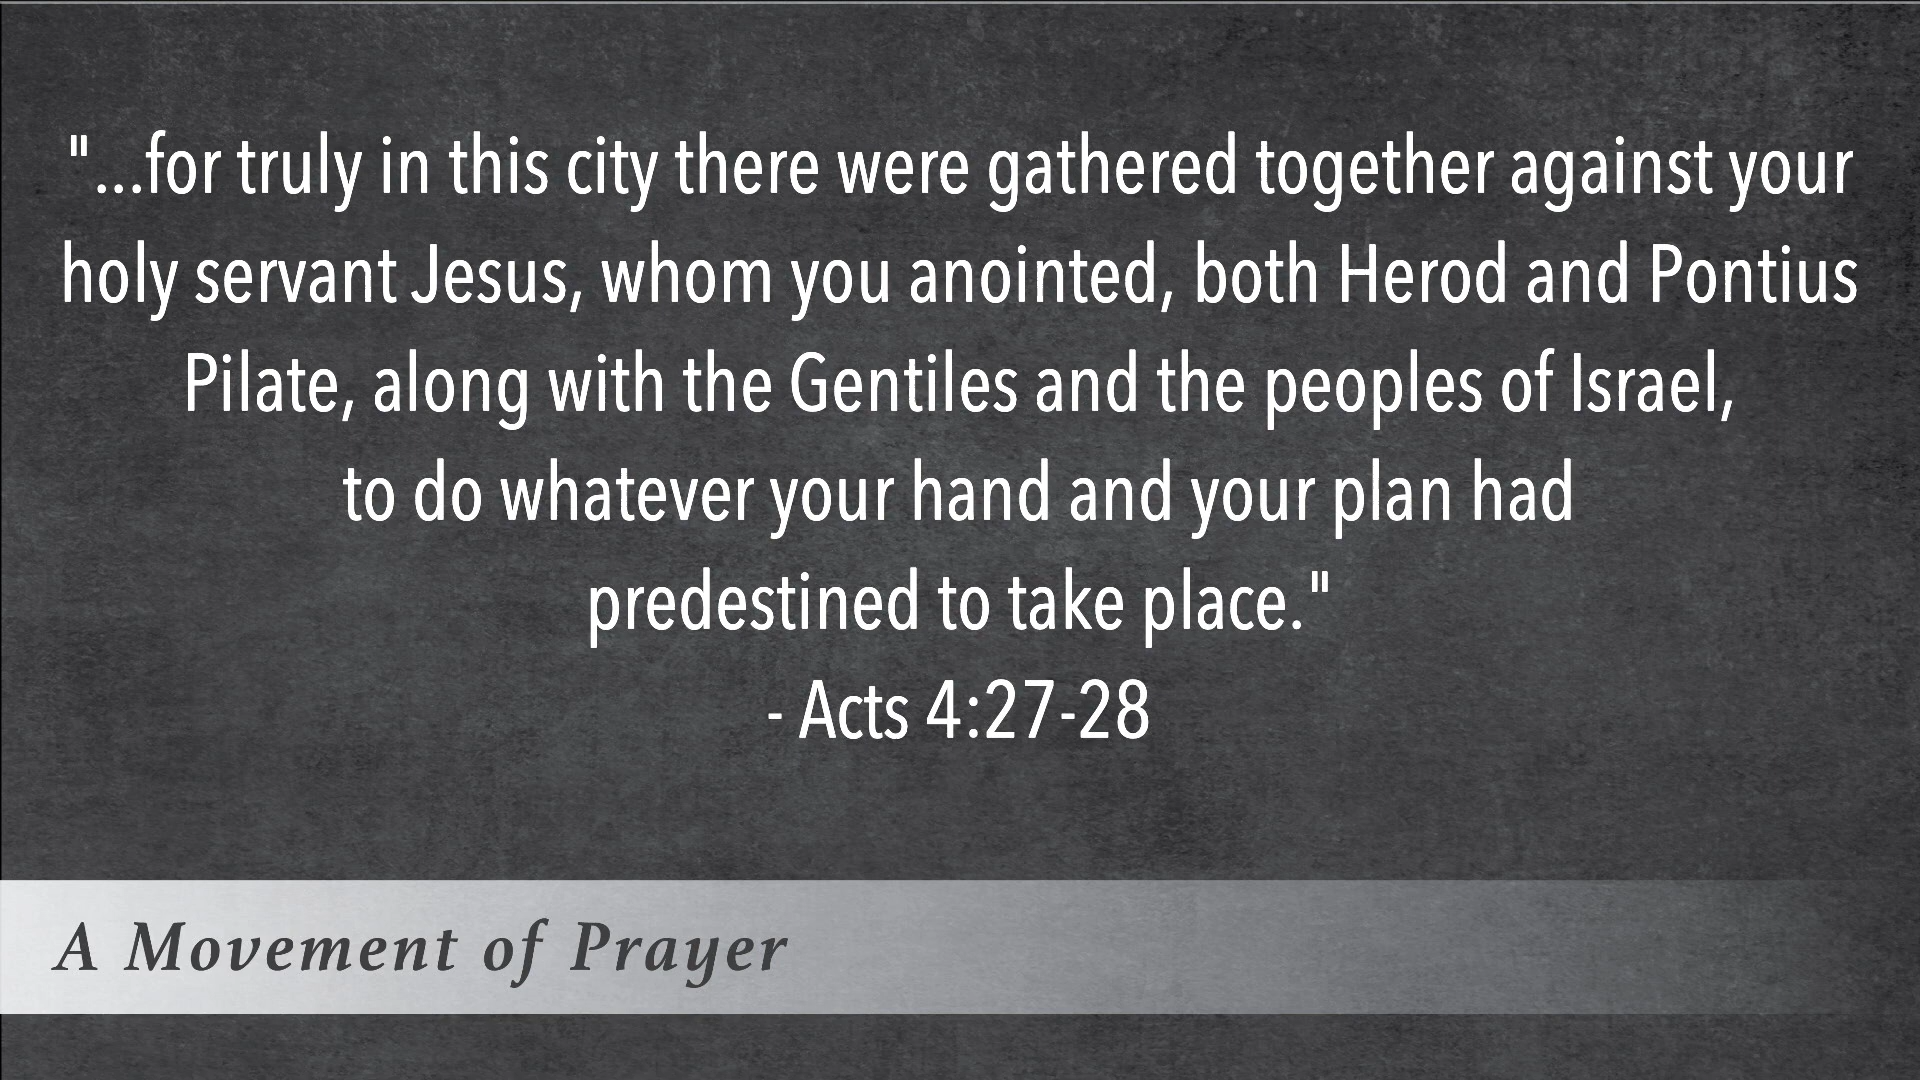 "...for truly in this city there were gathered together against your
holy servant Jesus, whom you anointed, both Herod and Pontius
Pilate, along with the Gentiles and the peoples of Israel,
to do whatever your hand and your plan had
predestined to take place."
- Acts 4:27-28
A Movement of Prayer